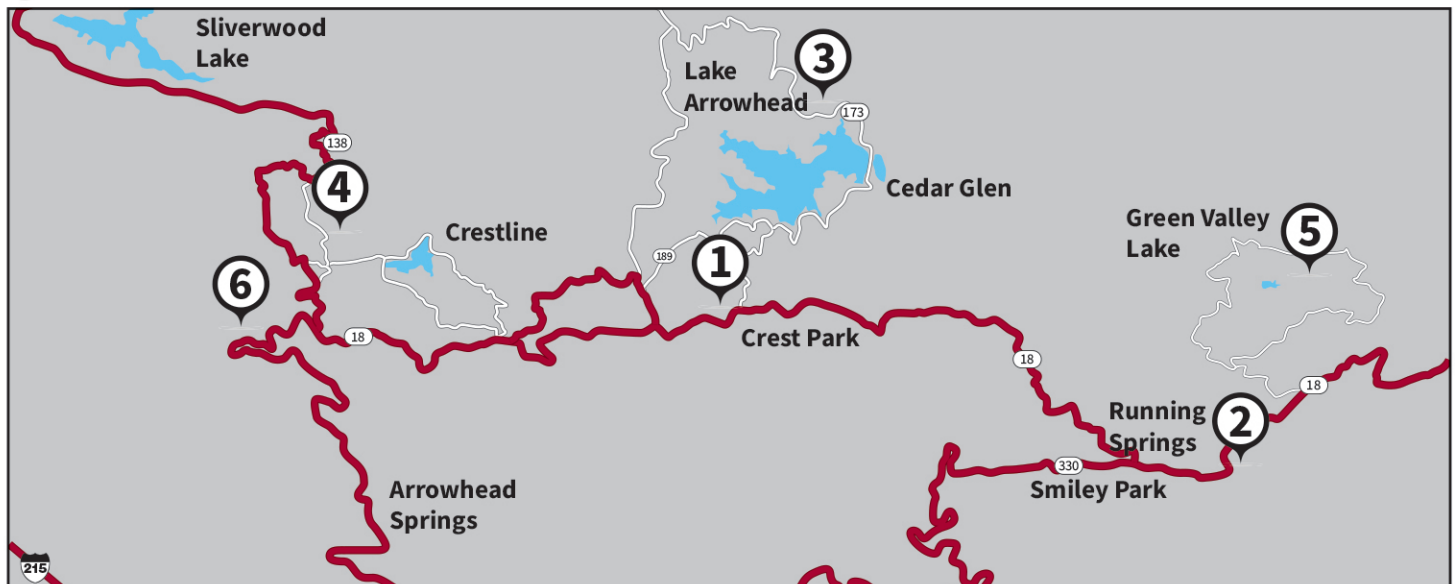 Sliverwood
Lake
138
4
6
18
Crestline
Arrowhead
Springs
215
Lake
Arrowhead
3
173
Cedar Glen
189
1
Crest Park
18
Green Valley
Lake
5
18
Running
Springs
2
330
Smiley Park